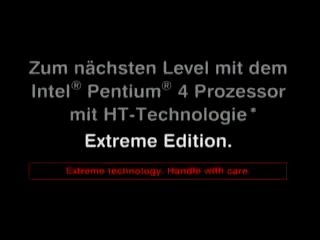 Zum nächsten Level mit dem
Intel® Pentium® 4 Prozessor
mit HT-Technologie*
Extreme Edition.
Extreme technology. Handle with care.